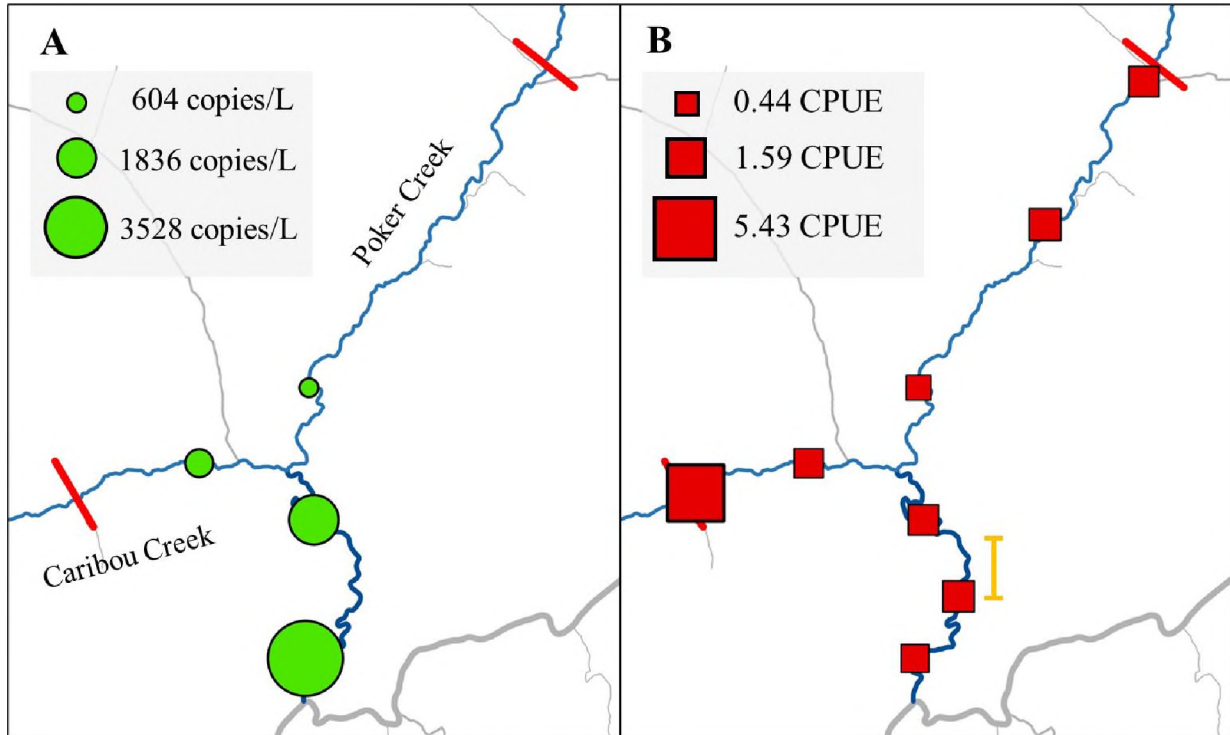 A
604 copies/L
1836 copies/L
3528 copies/L
Poker Creek
Caribou Creek
B
0.44 CPUE
1.59 CPUE
5.43 CPUE